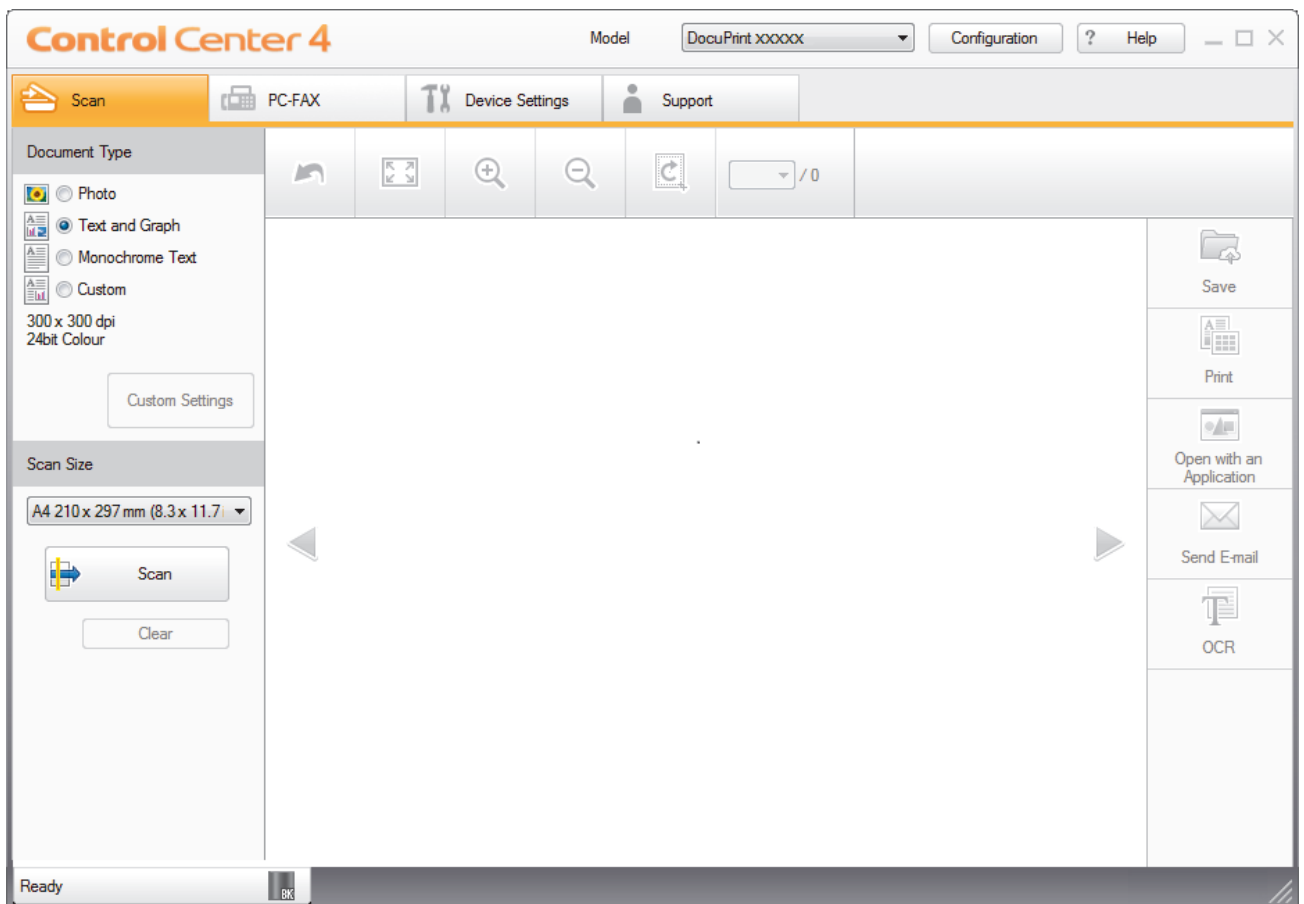 Control Center 4
Model
DocuPrint XXXXX
Configuration
? Help
Scan
PC-FAX
Device Settings
Support
Document Type
/ 0
Photo
Text and Graph
Monochrome Text
Custom
300 x 300 dpi
24bit Colour
Custom Settings
Scan Size
A4 210 x 297 mm (8.3 x 11.7
Scan
Clear
Save
Print
Open with an
Application
Send E-mail
OCR
Ready
BK